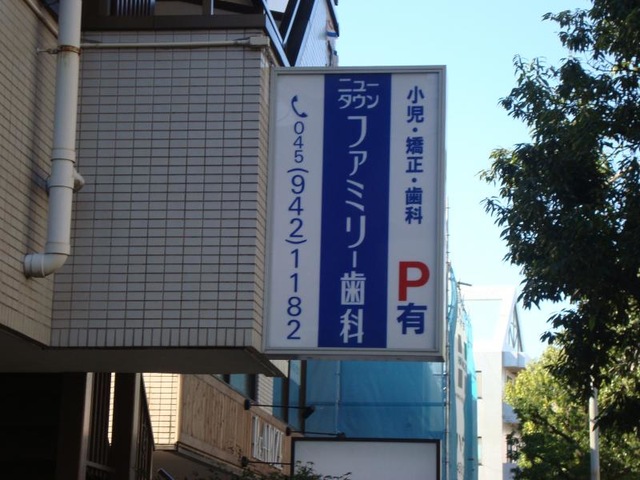 小児・矯正・歯科
P
有
ニュー
タウン
ファミリー歯科
045(942)1182